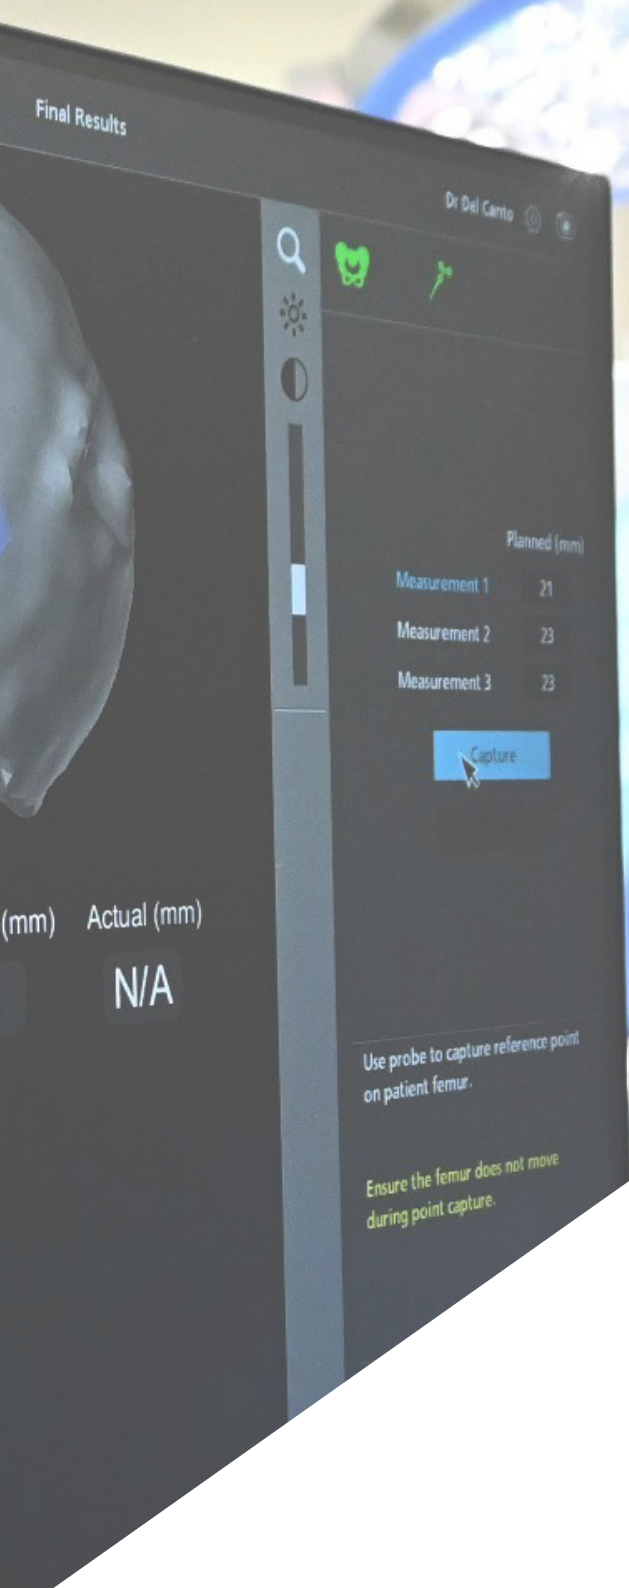 Final Results
Dr Del Canto
Planned (mm)
Measurement 1 21
Measurement 2 23
Measurement 3 23
Capture
(mm) Actual (mm)
N/A
Use probe to capture reference point
on patient femur.
Ensure the femur does not move
during point capture.